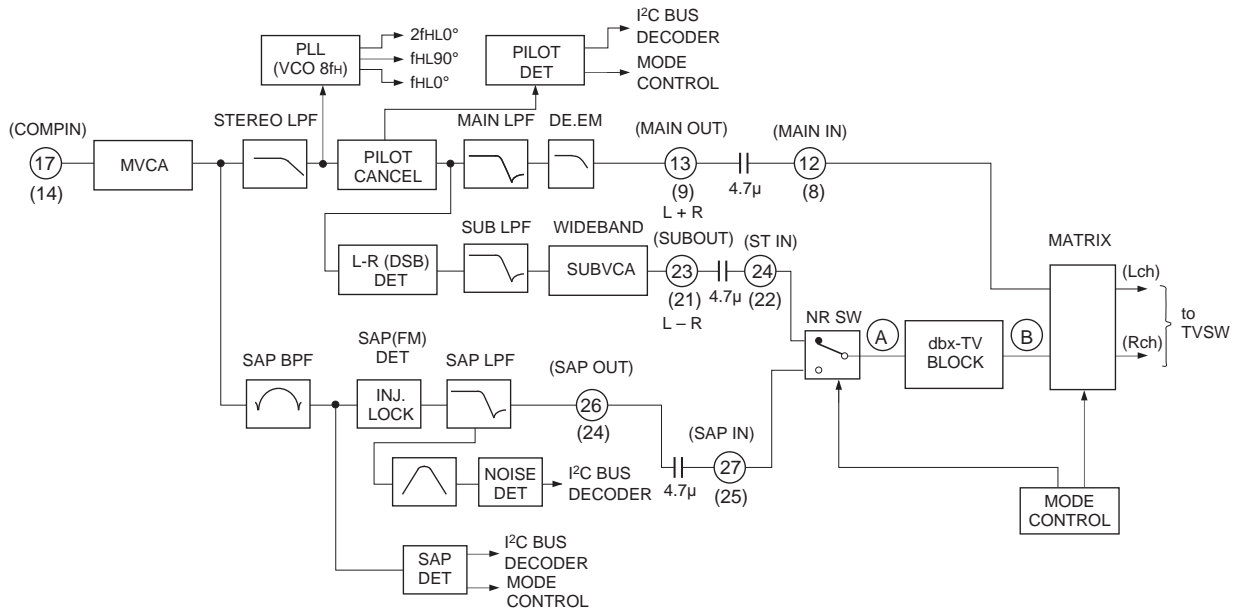 I²C BUS
DECODER
MODE
CONTROL
2fHL0°
fHL90°
fHL0°
PLL
(VCO 8fH)
PILOT
DET
(COMPIN)
STEREO LPF
MAIN LPF
DE.EM
(MAIN OUT)
(MAIN IN)
17
(14)
MVCA
PILOT
CANCEL
13
(9)
L + R
4.7μ
12
(8)
SUB LPF
WIDEBAND
(SUBOUT)
(ST IN)
MATRIX
L-R (DSB)
DET
SUBVCA
23
(21)
L – R
4.7μ
24
(22)
(Lch)
(Rch)
to
TVSW
NR SW
A
dbx-TV
BLOCK
B
SAP BPF
SAP(FM)
DET
SAP LPF
(SAP OUT)
INJ.
LOCK
26
(24)
(SAP IN)
4.7μ
27
(25)
NOISE
DET
I²C BUS
DECODER
MODE
CONTROL
SAP
DET
I²C BUS
DECODER
MODE
CONTROL